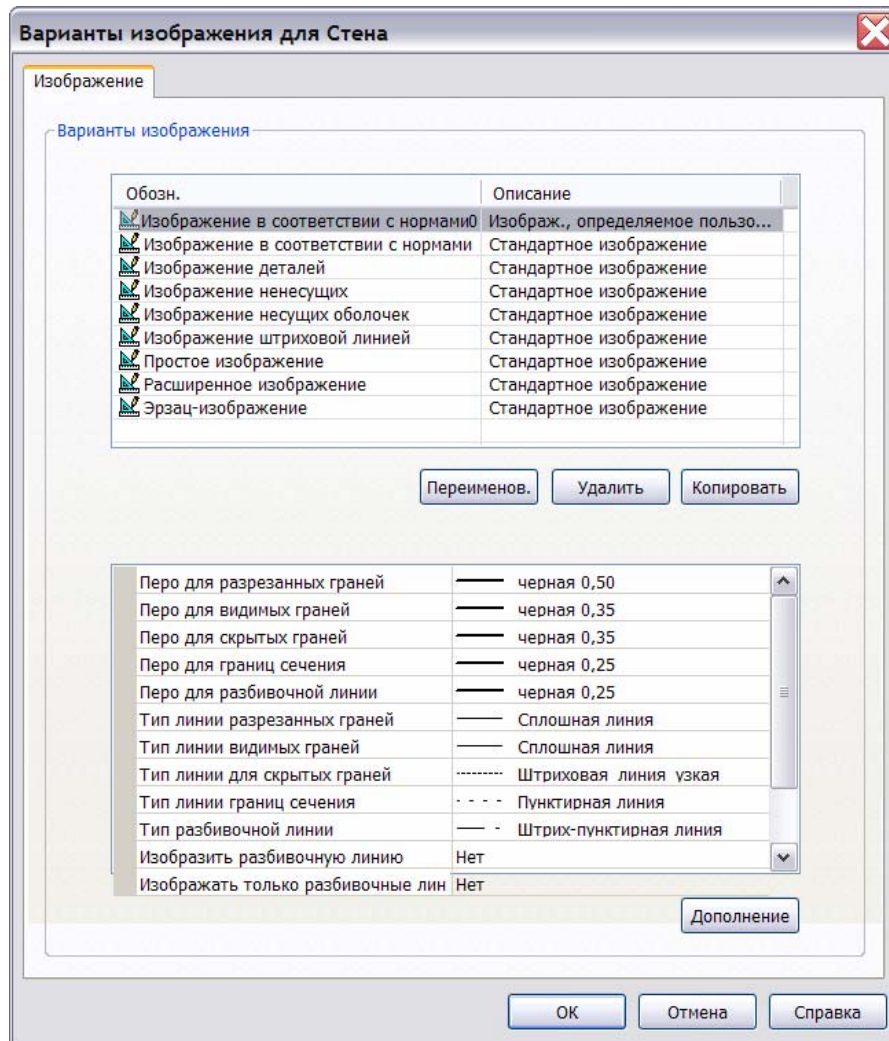 Варианты изображения для Стена
Изображение
Варианты изображения
Обозн. Описание
Изображение в соответствии с нормами0 Изображ., определяемое пользо...
Изображение в соответствии с нормами Стандартное изображение
Изображение деталей Стандартное изображение
Изображение ненесущих Стандартное изображение
Изображение несущих оболочек Стандартное изображение
Изображение штриховой линией Стандартное изображение
Простое изображение Стандартное изображение
Расширенное изображение Стандартное изображение
Эрзац-изображение Стандартное изображение
Переименов. Удалить Копировать
Перо для разрезанных граней черная 0,50
Перо для видимых граней черная 0,35
Перо для скрытых граней черная 0,35
Перо для границ сечения черная 0,25
Перо для разбивочной линии черная 0,25
Тип линии разрезанных граней Сплошная линия
Тип линии видимых граней Сплошная линия
Тип линии для скрытых граней Штриховая линия узкая
Тип линии границ сечения Пунктирная линия
Тип разбивочной линии Штрих-пунктирная линия
Изобразить разбивочную линию Нет
Изображать только разбивочные лин Нет
Дополнение
ОК Отмена Справка